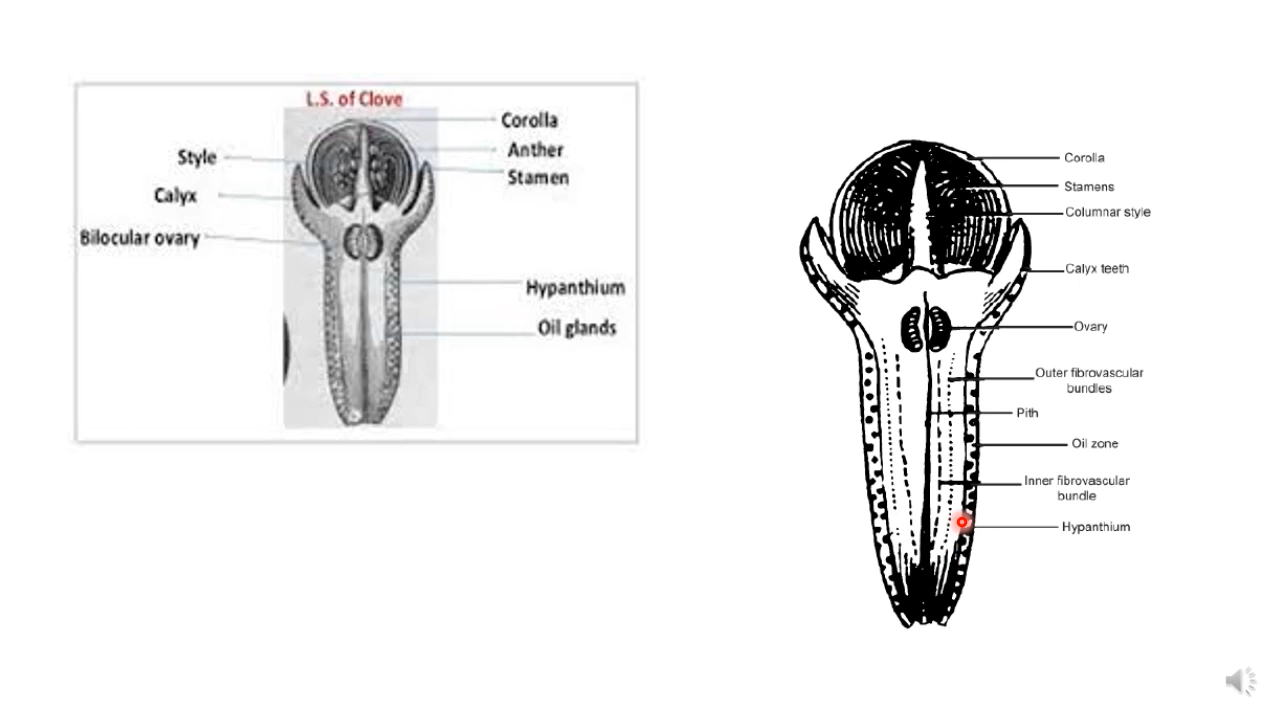 L.S. of Clove
Corolla
Anther
Style
Stamen
Calyx
Bilocular ovary
Hypanthium
Oil glands
Corolla
Stamens
Columnar style
Calyx teeth
Ovary
Outer fibrovascular
bundles
Pith
Oil zone
Inner fibrovascular
bundle
Hypanthium